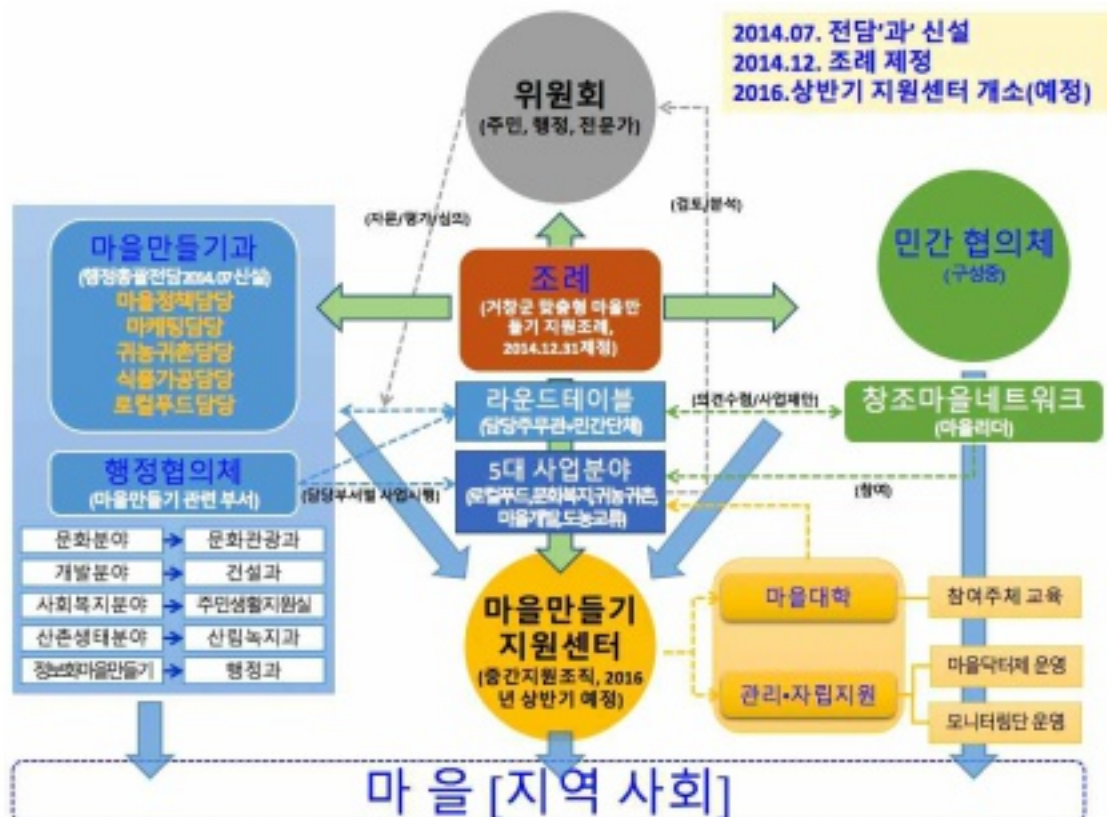 2014.07. 전담'과' 신설
2014.12. 조례 제정
2016.상반기 지원센터 개소(예정)
위원회
(주민, 행정, 전문가)
(자문/평가/심의)
(검토/분석)
마을만들기과
(행정총괄전담2014.07신설)
마을정책담당
마케팅담당
귀농귀촌담당
식품가공담당
로컬푸드담당
조례
(거창군 맞춤형 마을만
들기 지원조례,
2014.12.31제정)
민간 협의체
(구성중)
라운드테이블
(담당주무관+민간단체)
(의견수렴/사업제안)
창조마을네트워크
(마을리더)
행정협의체
(마을만들기 관련 부서)
(담당부서별 사업시행)
5대 사업분야
(로컬푸드,문화복지,귀농귀촌,
마을개발,도농교류)
(참여)
문화분야
문화관광과
개발분야
건설과
사회복지분야
주민생활지원실
산촌생태분야
산림녹지과
정보화마을만들기
행정과
마을만들기
지원센터
(중간지원조직, 2016
년 상반기 예정)
마을대학
참여주체 교육
관리•자립지원
마을닥터제 운영
모니터링단 운영
마 을 [지역 사회]